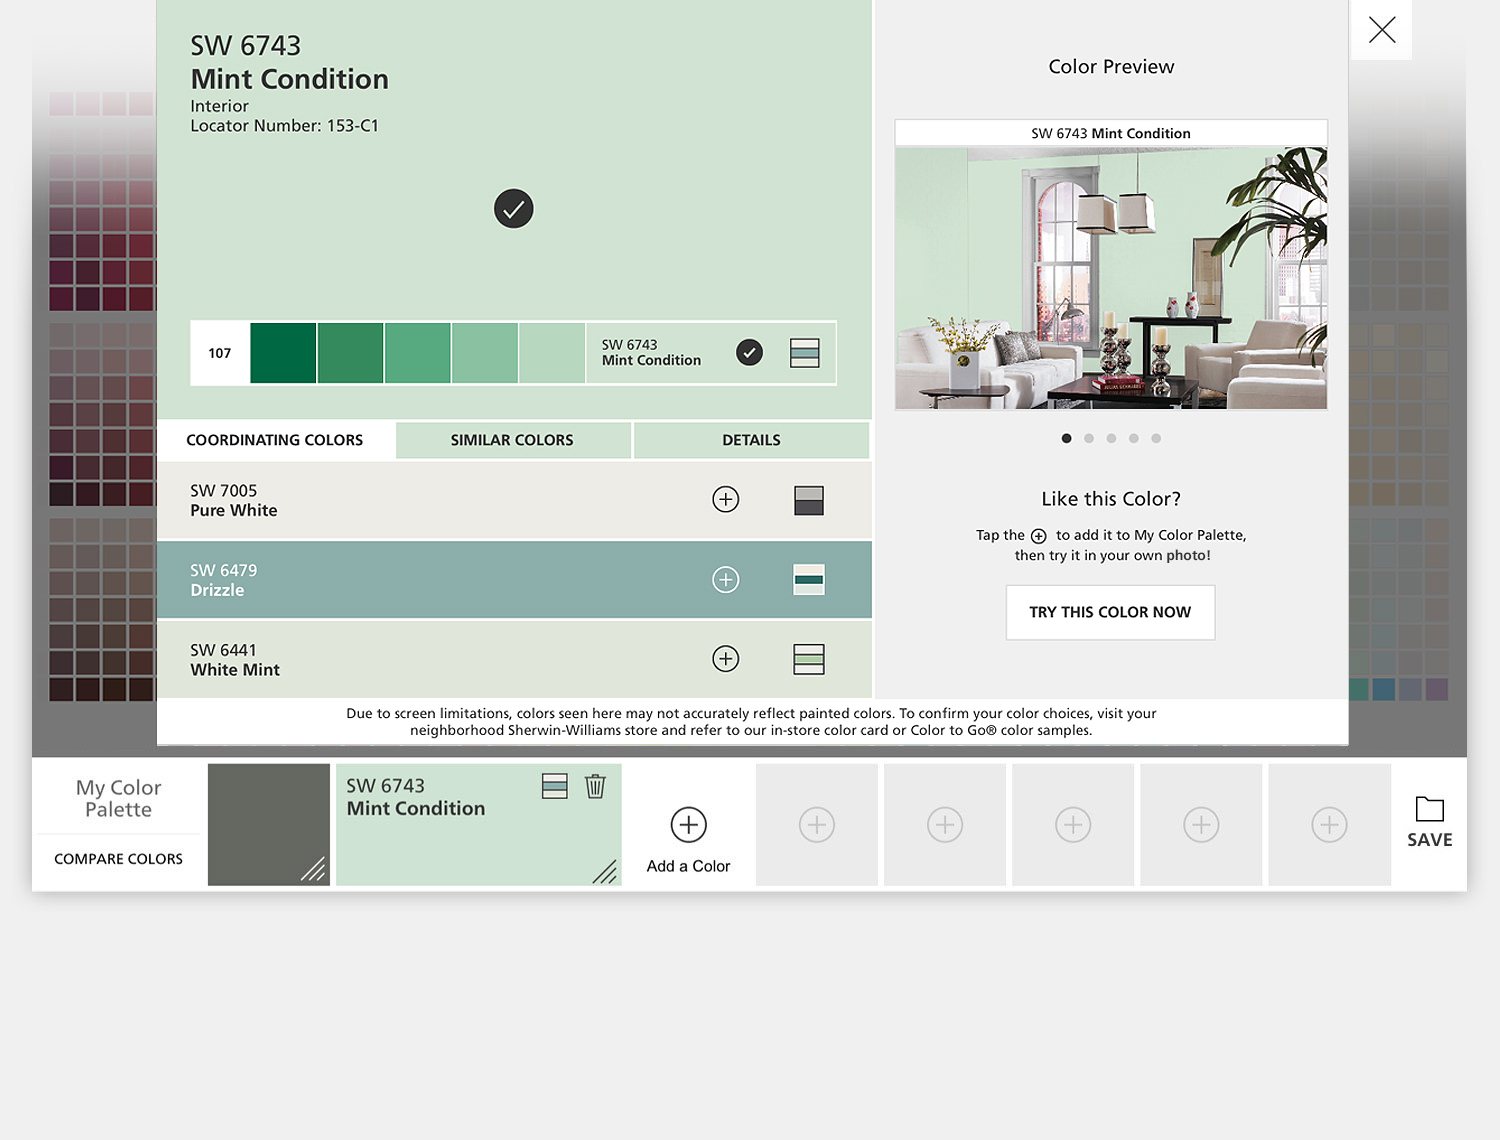 SW 6743
Mint Condition
Interior
Locator Number: 153-C1
107
SW 6743
Mint Condition
COORDINATING COLORS
SIMILAR COLORS
DETAILS
SW 7005
Pure White
SW 6479
Drizzle
SW 6441
White Mint
Color Preview
SW 6743 Mint Condition
Like this Color?
Tap the to add it to My Color Palette,
then try it in your own photo!
TRY THIS COLOR NOW
Due to screen limitations, colors seen here may not accurately reflect painted colors. To confirm your color choices, visit your
neighborhood Sherwin-Williams store and refer to our in-store color card or Color to Go® color samples.
My Color
Palette
COMPARE COLORS
SW 6743
Mint Condition
Add a Color
SAVE